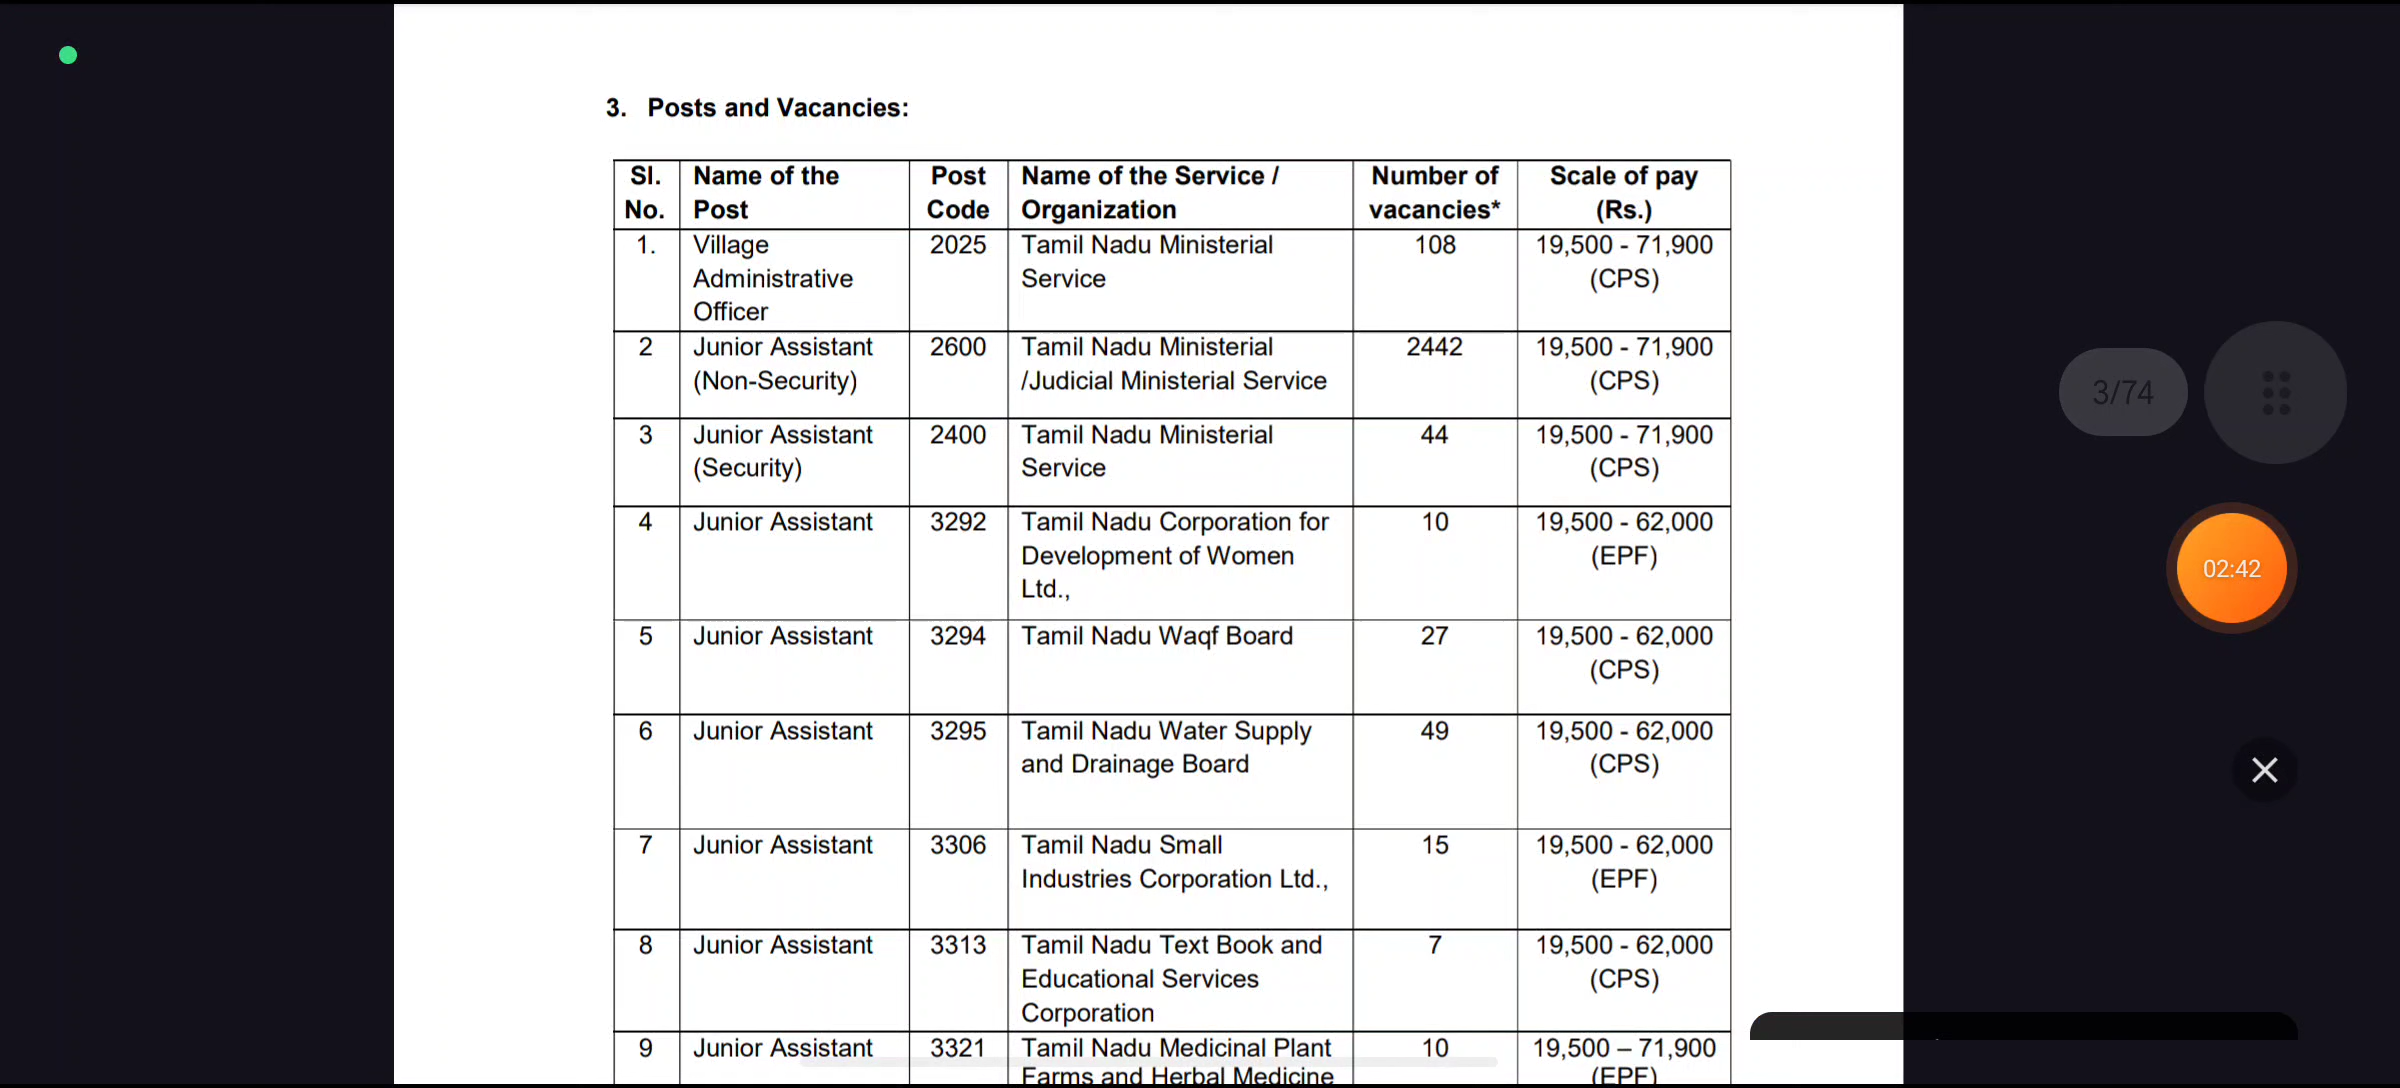 3. Posts and Vacancies:
Sl. No. Name of the Post Post Code Name of the Service / Organization Number of vacancies* Scale of pay (Rs.)
1. Village Administrative Officer 2025 Tamil Nadu Ministerial Service 108 19,500 - 71,900 (CPS)
2 Junior Assistant (Non-Security) 2600 Tamil Nadu Ministerial /Judicial Ministerial Service 2442 19,500 - 71,900 (CPS)
3 Junior Assistant (Security) 2400 Tamil Nadu Ministerial Service 44 19,500 - 71,900 (CPS)
4 Junior Assistant 3292 Tamil Nadu Corporation for Development of Women Ltd., 10 19,500 - 62,000 (EPF)
5 Junior Assistant 3294 Tamil Nadu Waqf Board 27 19,500 - 62,000 (CPS)
6 Junior Assistant 3295 Tamil Nadu Water Supply and Drainage Board 49 19,500 - 62,000 (CPS)
7 Junior Assistant 3306 Tamil Nadu Small Industries Corporation Ltd., 15 19,500 - 62,000 (EPF)
8 Junior Assistant 3313 Tamil Nadu Text Book and Educational Services Corporation 7 19,500 - 62,000 (CPS)
9 Junior Assistant 3321 Tamil Nadu Medicinal Plant Farms and Herbal Medicine 10 19,500 – 71,900 (EPF)
3/74
02:42